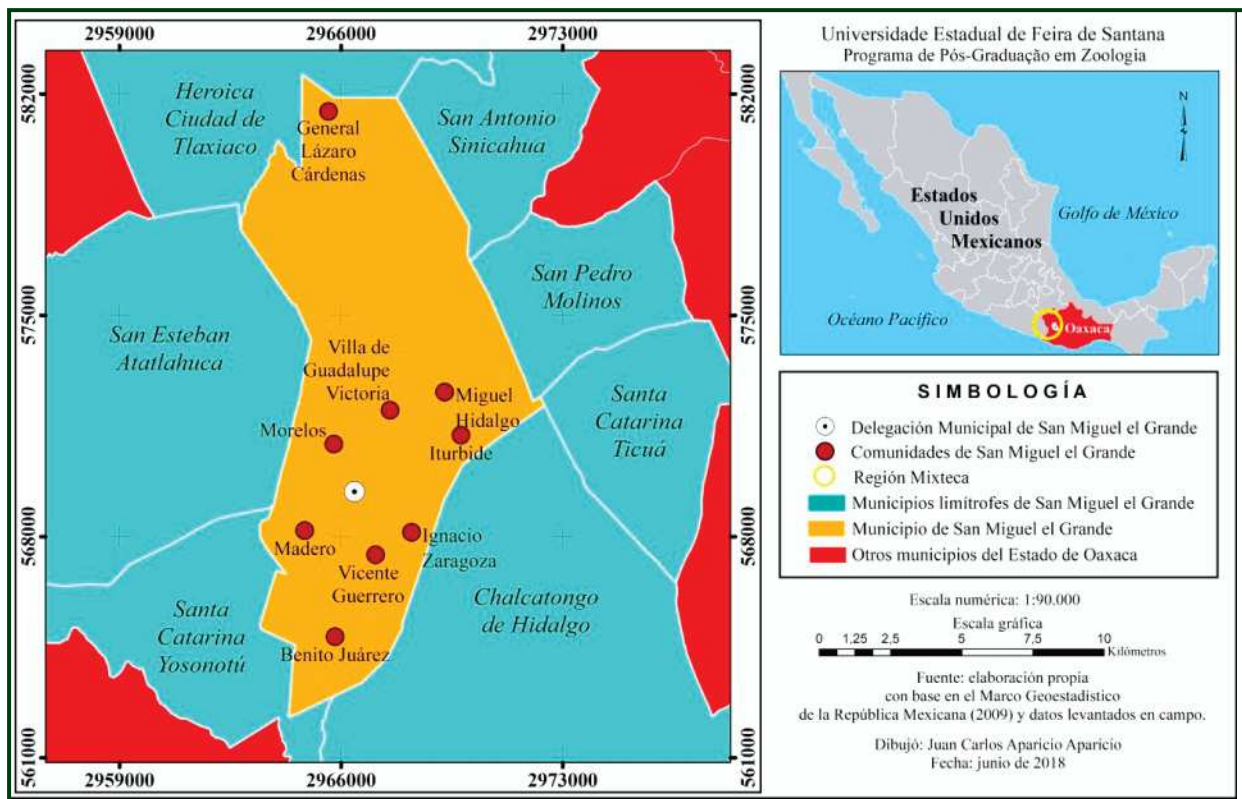 2959000
2966000
2973000
582000
575000
568000
561000
Heroica
Ciudad de
Tlaxiaco
General
Lázaro
Cárdenas
San Antonio
Sinicahua
San Pedro
Molinos
San Esteban
Atatlahuca
Villa de
Guadalupe
Victoria
Miguel
Hidalgo
Morelos
Iturbide
Santa
Catarina
Ticuá
Madero
Ignacio
Zaragoza
Vicente
Guerrero
Santa
Catarina
Yosonotú
Chalcatongo
de Hidalgo
Benito Juárez
582000
575000
568000
561000
2959000
2966000
2973000
Universidade Estadual de Feira de Santana
Programa de Pós-Graduação em Zoologia
N
Estados
Unidos
Mexicanos
Golfo de México
Océano Pacífico
Oaxaca
SIMBOLOGÍA
Delegación Municipal de San Miguel el Grande
Comunidades de San Miguel el Grande
Región Mixteca
Municipios limítrofes de San Miguel el Grande
Municipio de San Miguel el Grande
Otros municipios del Estado de Oaxaca
Escala numérica: 1:90.000
Escala gráfica
0 1,25 2,5 5 7,5 10
Kilómetros
Fuente: elaboración propia
con base en el Marco Geoestadístico
de la República Mexicana (2009) y datos levantados en campo.
Dibujó: Juan Carlos Aparicio Aparicio
Fecha: junio de 2018